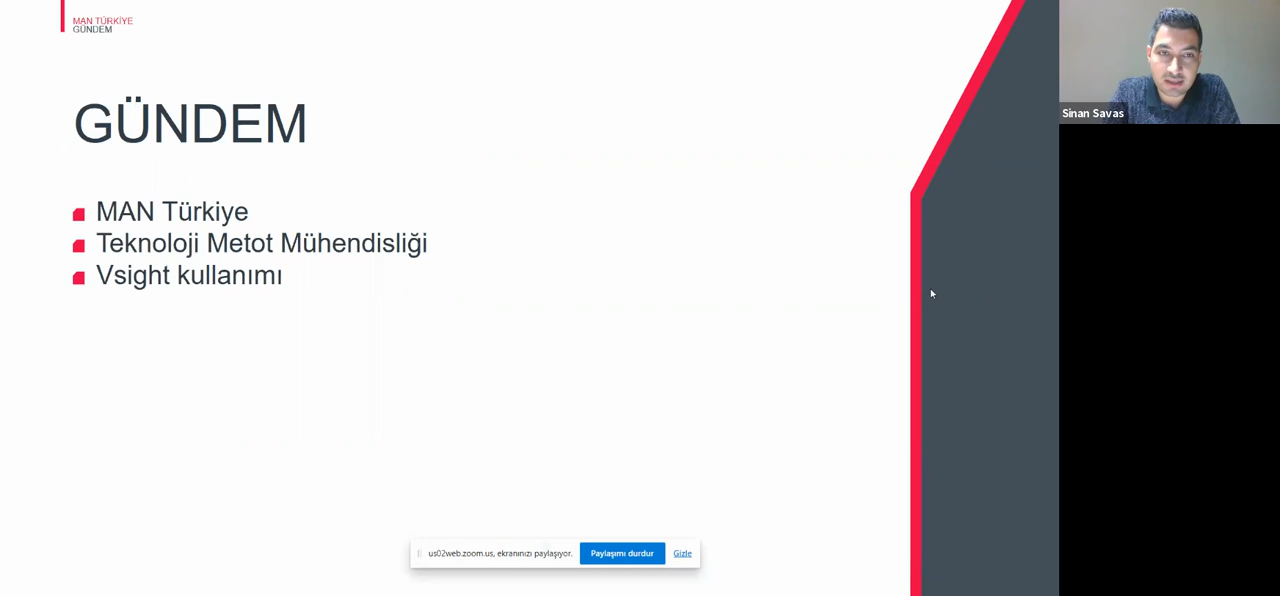 MAN TÜRKİYE
GÜNDEM
GÜNDEM
MAN Türkiye
Teknoloji Metot Mühendisliği
Vsight kullanımı
Sinan Savas
us02web.zoom.us, ekranınızı paylaşıyor.
Paylaşımı durdur
Gizle